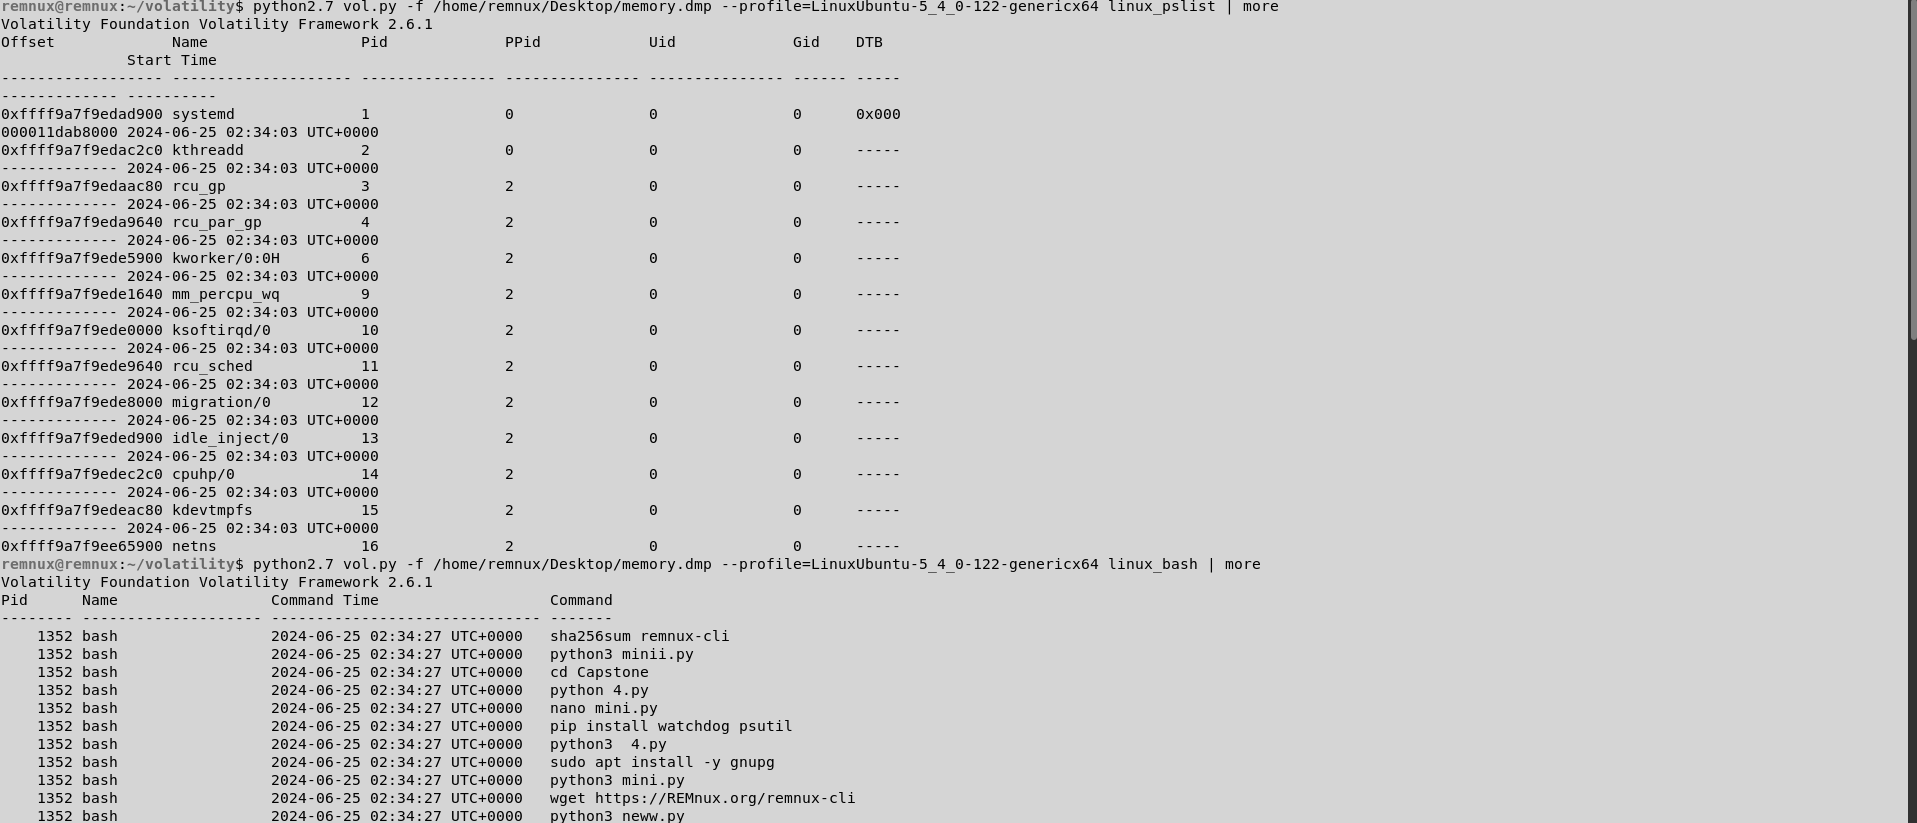 remnux@remnux:~/volatility$ python2.7 vol.py -f /home/remnux/Desktop/memory.dmp --profile=LinuxUbuntu-5_4_0-122-genericx64 linux_pslist | more
Volatility Foundation Volatility Framework 2.6.1
Offset             Name                 Pid             PPid            Uid             Gid    DTB
              Start Time
------------------ -------------------- --------------- --------------- --------------- ------ -----
------------- ----------
0xffff9a7f9edad900 systemd              1               0               0               0      0x000
000011dab8000 2024-06-25 02:34:03 UTC+0000
0xffff9a7f9edac2c0 kthreadd             2               0               0               0      -----
------------- 2024-06-25 02:34:03 UTC+0000
0xffff9a7f9edaac80 rcu_gp               3               2               0               0      -----
------------- 2024-06-25 02:34:03 UTC+0000
0xffff9a7f9eda9640 rcu_par_gp           4               2               0               0      -----
------------- 2024-06-25 02:34:03 UTC+0000
0xffff9a7f9ede5900 kworker/0:0H         6               2               0               0      -----
------------- 2024-06-25 02:34:03 UTC+0000
0xffff9a7f9ede1640 mm_percpu_wq         9               2               0               0      -----
------------- 2024-06-25 02:34:03 UTC+0000
0xffff9a7f9ede0000 ksoftirqd/0          10              2               0               0      -----
------------- 2024-06-25 02:34:03 UTC+0000
0xffff9a7f9ede9640 rcu_sched            11              2               0               0      -----
------------- 2024-06-25 02:34:03 UTC+0000
0xffff9a7f9ede8000 migration/0          12              2               0               0      -----
------------- 2024-06-25 02:34:03 UTC+0000
0xffff9a7f9eded900 idle_inject/0        13              2               0               0      -----
------------- 2024-06-25 02:34:03 UTC+0000
0xffff9a7f9edec2c0 cpuhp/0              14              2               0               0      -----
------------- 2024-06-25 02:34:03 UTC+0000
0xffff9a7f9edeac80 kdevtmpfs            15              2               0               0      -----
------------- 2024-06-25 02:34:03 UTC+0000
0xffff9a7f9ee65900 netns                16              2               0               0      -----
remnux@remnux:~/volatility$ python2.7 vol.py -f /home/remnux/Desktop/memory.dmp --profile=LinuxUbuntu-5_4_0-122-genericx64 linux_bash | more
Volatility Foundation Volatility Framework 2.6.1
Pid      Name                 Command Time                   Command
-------- -------------------- ------------------------------ -------
    1352 bash                 2024-06-25 02:34:27 UTC+0000   sha256sum remnux-cli
    1352 bash                 2024-06-25 02:34:27 UTC+0000   python3 minii.py
    1352 bash                 2024-06-25 02:34:27 UTC+0000   cd Capstone
    1352 bash                 2024-06-25 02:34:27 UTC+0000   python 4.py
    1352 bash                 2024-06-25 02:34:27 UTC+0000   nano mini.py
    1352 bash                 2024-06-25 02:34:27 UTC+0000   pip install watchdog psutil
    1352 bash                 2024-06-25 02:34:27 UTC+0000   python3  4.py
    1352 bash                 2024-06-25 02:34:27 UTC+0000   sudo apt install -y gnupg
    1352 bash                 2024-06-25 02:34:27 UTC+0000   python3 mini.py
    1352 bash                 2024-06-25 02:34:27 UTC+0000   wget https://REMnux.org/remnux-cli
    1352 bash                 2024-06-25 02:34:27 UTC+0000   python3 neww.py